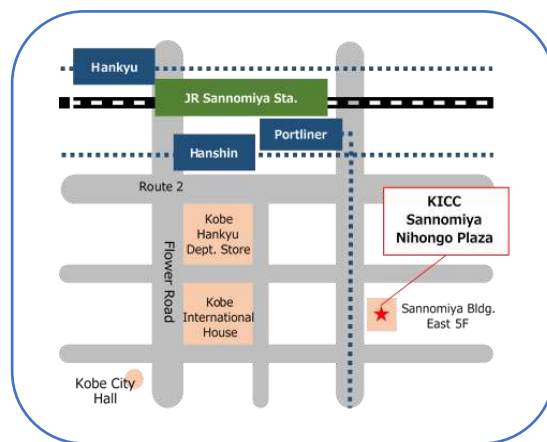 Hankyu
JR Sannomiya Sta.
Portliner
Hanshin
Route 2
KICC
Sannomiya
Nihongo Plaza
Kobe
Hankyu
Dept. Store
Flower Road
Kobe
International
House
Sannomiya Bldg.
East 5F
Kobe City
Hall